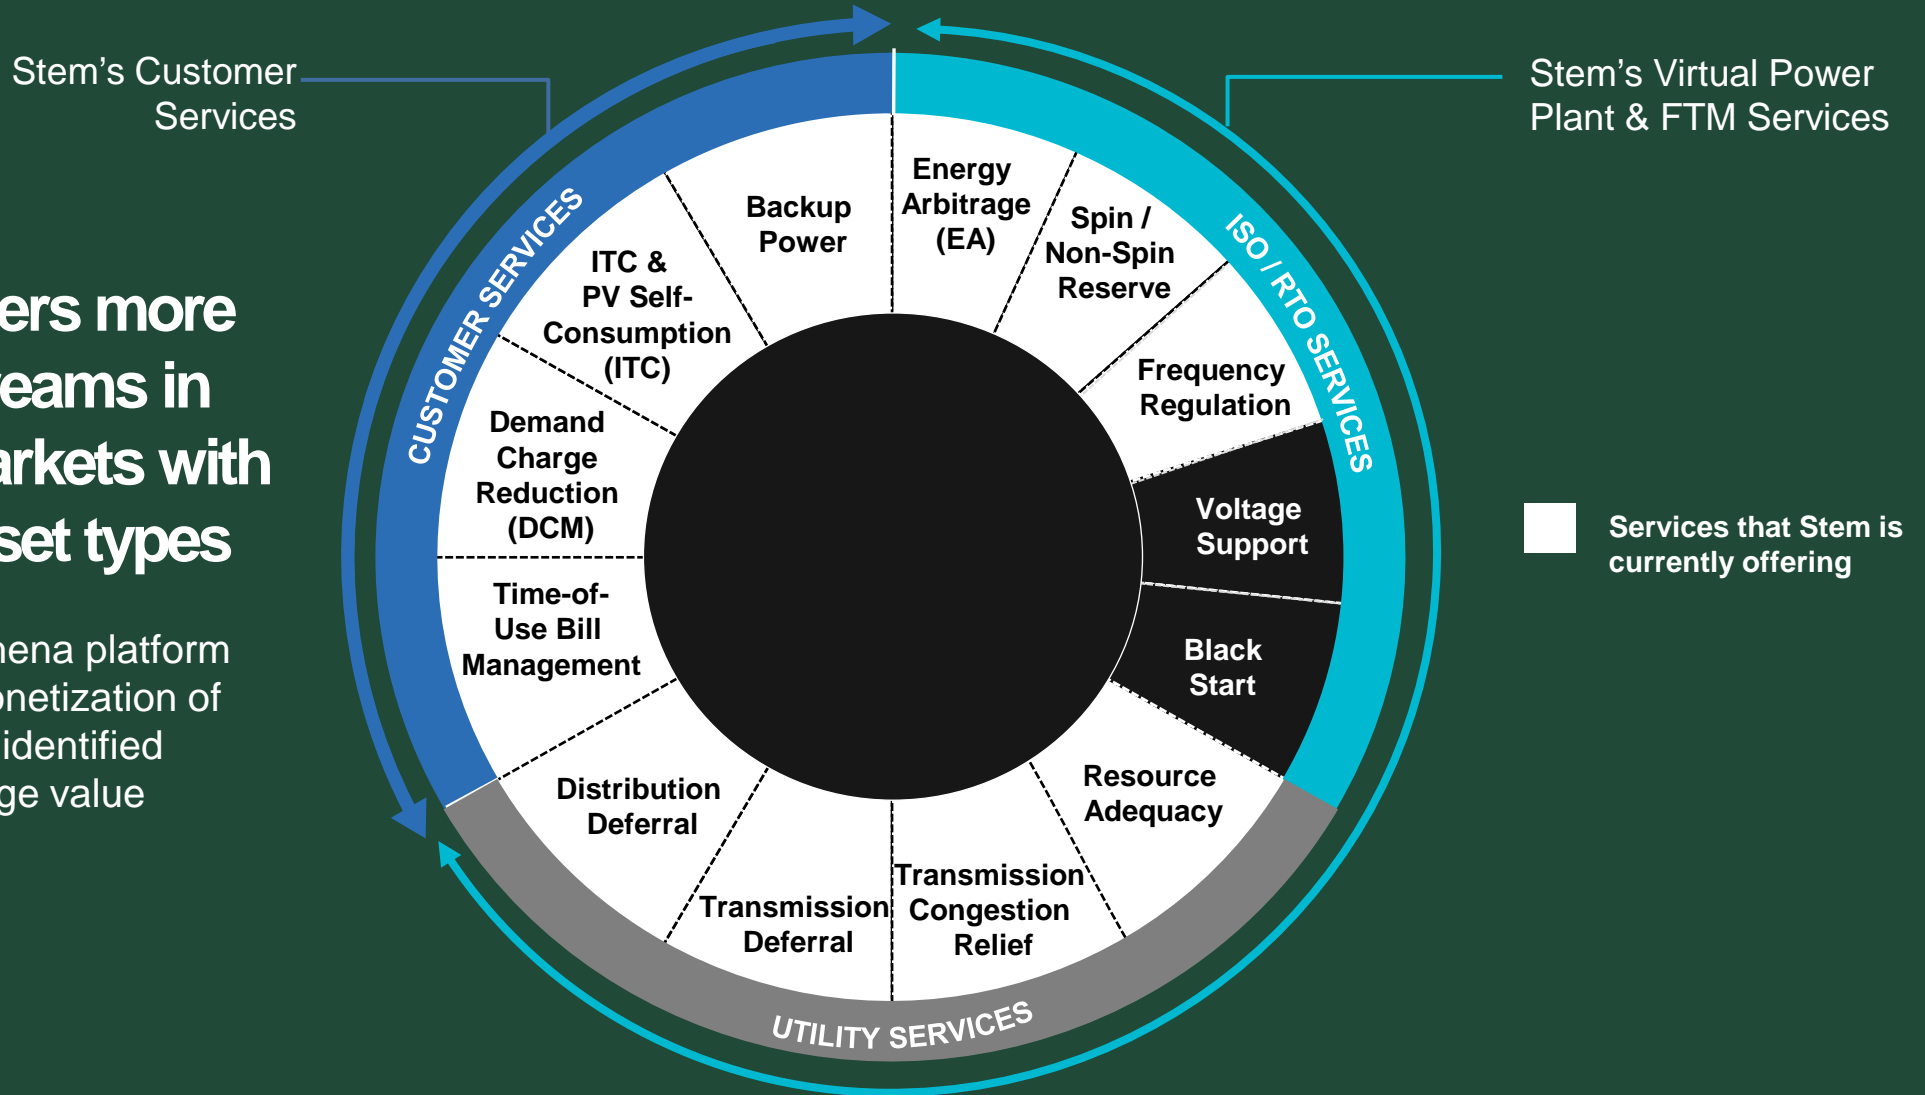 Stem's Customer
Services
ers more
reams in
arkets with
set types
nena platform
onetization of
identified
ge value
CUSTOMER SERVICES
Backup
Power
ITC &
PV Self-
Consumption
(ITC)
Demand
Charge
Reduction
(DCM)
Time-of-
Use Bill
Management
Energy
Arbitrage
(EA)
Spin /
Non-Spin
Reserve
Frequency
Regulation
Voltage
Support
Black
Start
ISO / RTO SERVICES
Resource
Adequacy
Transmission
Congestion
Relief
Transmission
Deferral
Distribution
Deferral
UTILITY SERVICES
Stem's Virtual Power
Plant & FTM Services
Services that Stem is
currently offering